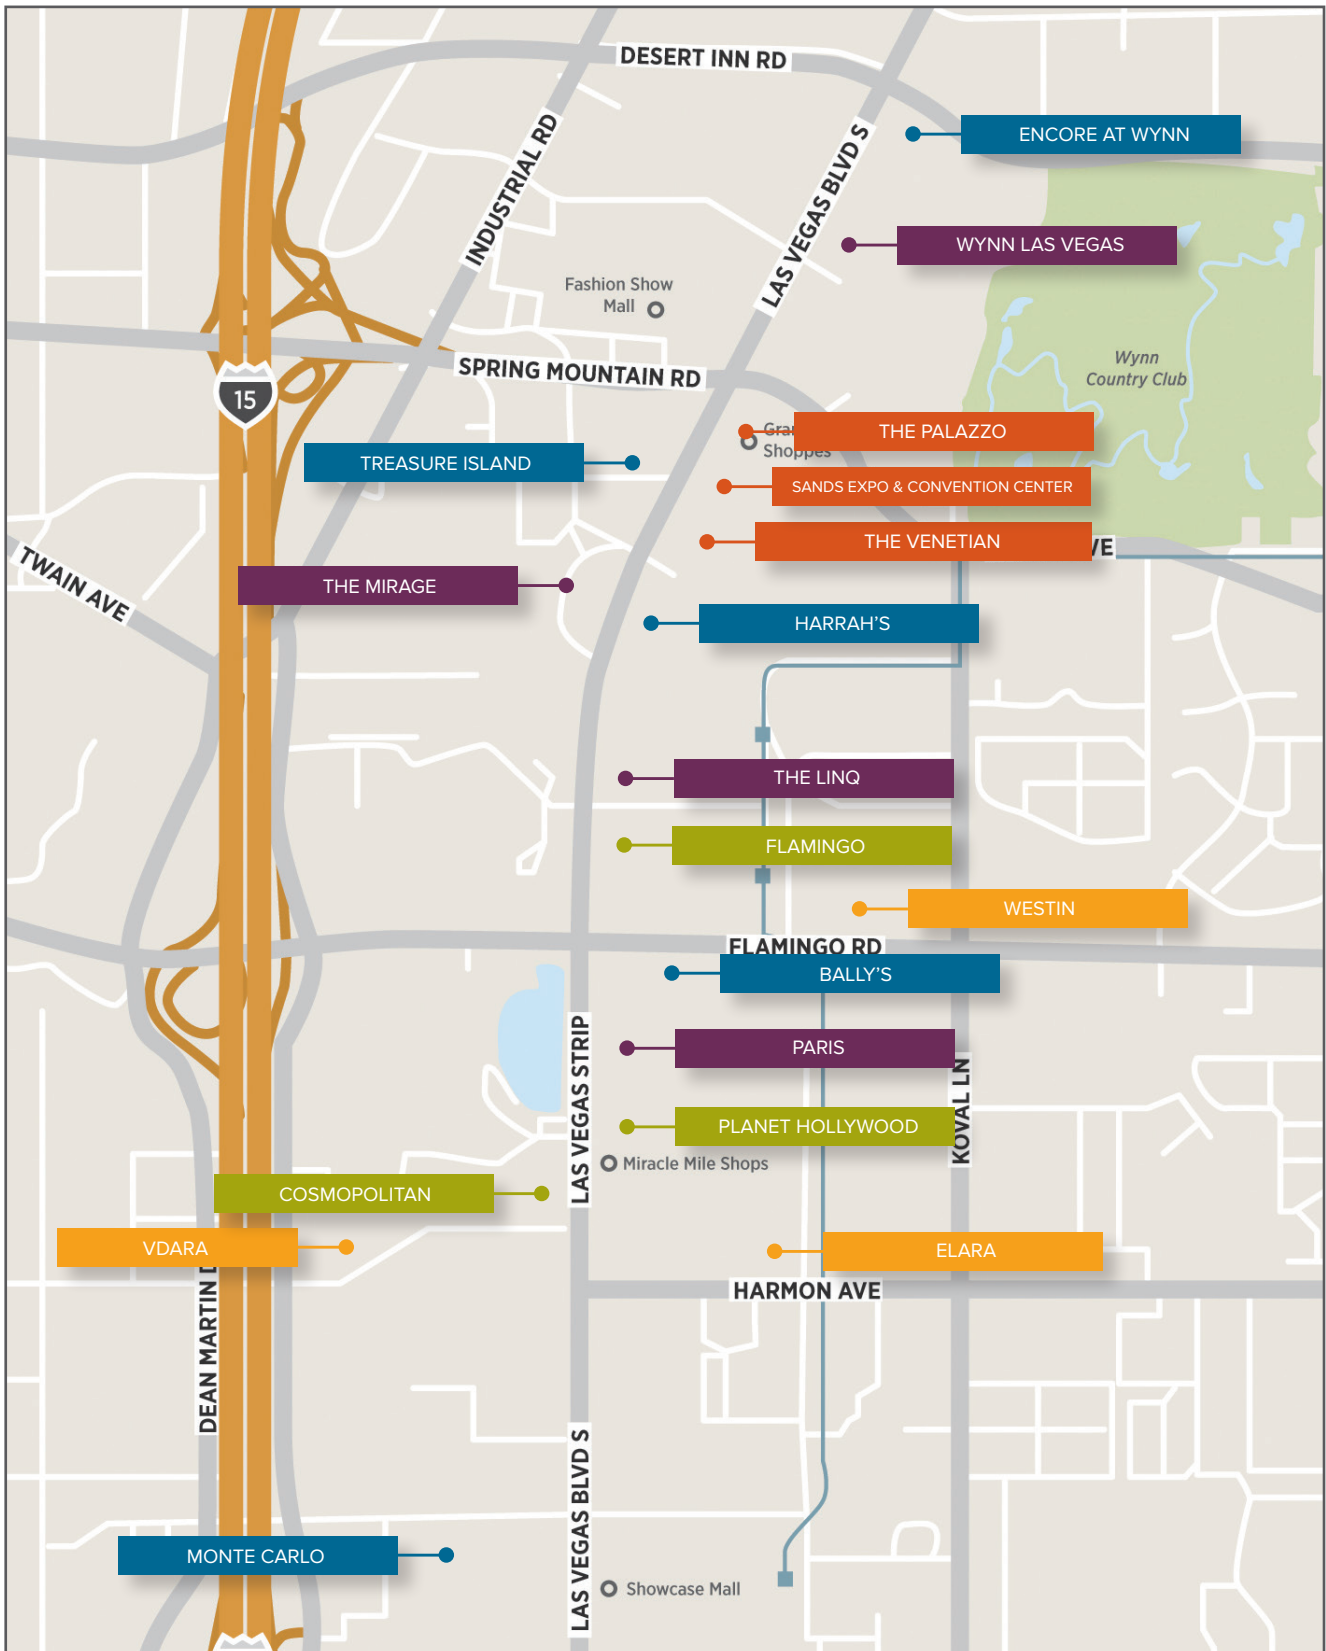 DESERT INN RD
ENCORE AT WYNN
INDUSTRIAL RD
LAS VEGAS BLVD S
WYNN LAS VEGAS
Fashion Show
Mall
SPRING MOUNTAIN RD
Wynn
Country Club
15
THE PALAZZO
Shoppes
TREASURE ISLAND
SANDS EXPO & CONVENTION CENTER
THE VENETIAN
TWAIN AVE
THE MIRAGE
HARRAH'S
THE LINQ
FLAMINGO
WESTIN
FLAMINGO RD
BALLY'S
LAS VEGAS STRIP
PARIS
KOVAL LN
PLANET HOLLYWOOD
Miracle Mile Shops
COSMOPOLITAN
VDARA
ELARA
HARMON AVE
DEAN MARTIN
LAS VEGAS BLVD S
MONTE CARLO
Showcase Mall